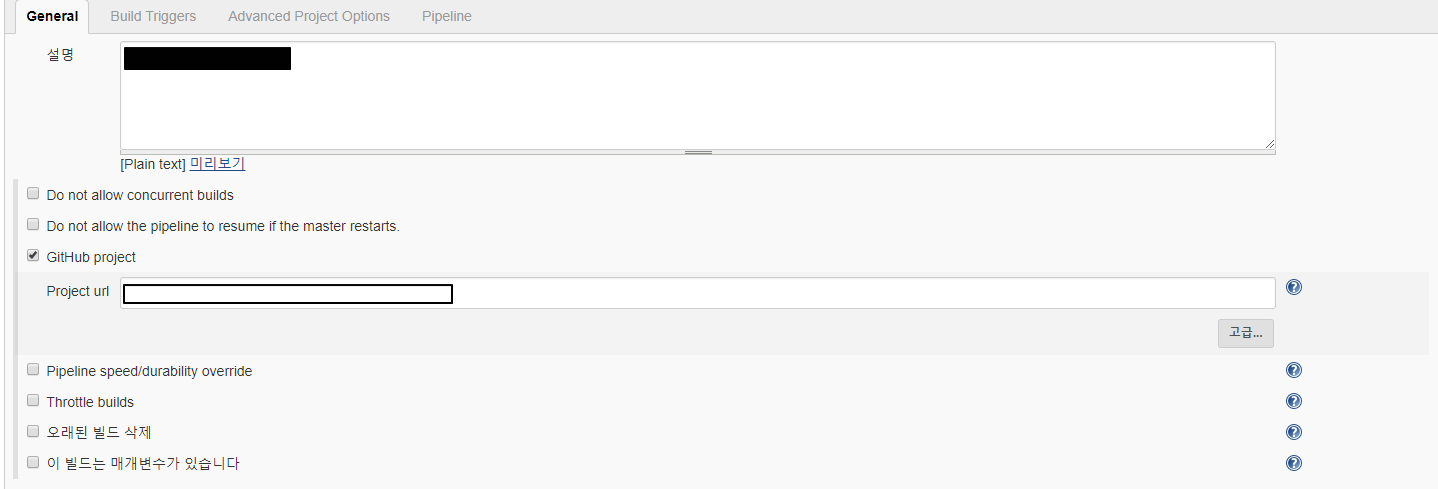 General Build Triggers Advanced Project Options Pipeline
설명
[Plain text] 미리보기
Do not allow concurrent builds
Do not allow the pipeline to resume if the master restarts.
GitHub project
Project url
고급...
Pipeline speed/durability override
Throttle builds
오래된 빌드 삭제
이 빌드는 매개변수가 있습니다